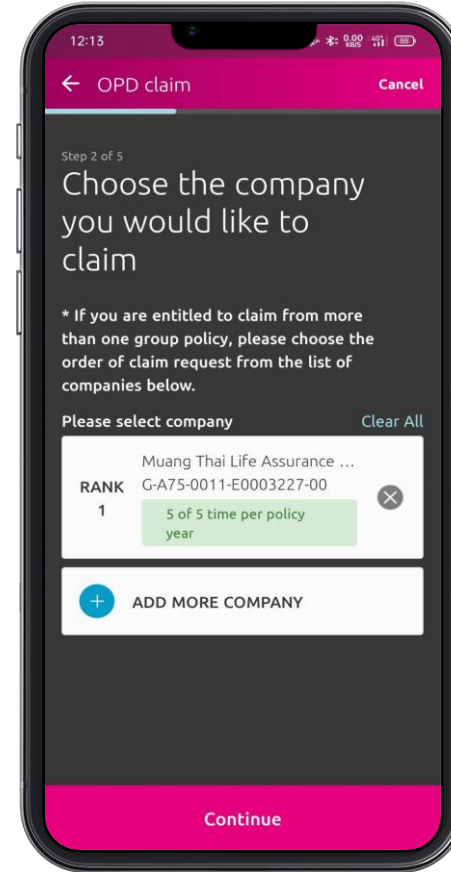 12:13 0.00 KB/S 4G 88
← OPD claim Cancel
Step 2 of 5
Choose the company
you would like to
claim
* If you are entitled to claim from more
than one group policy, please choose the
order of claim request from the list of
companies below.
Please select company Clear All
Muang Thai Life Assurance ...
RANK G-A75-0011-E0003227-00
1 5 of 5 time per policy
year
+ ADD MORE COMPANY
Continue